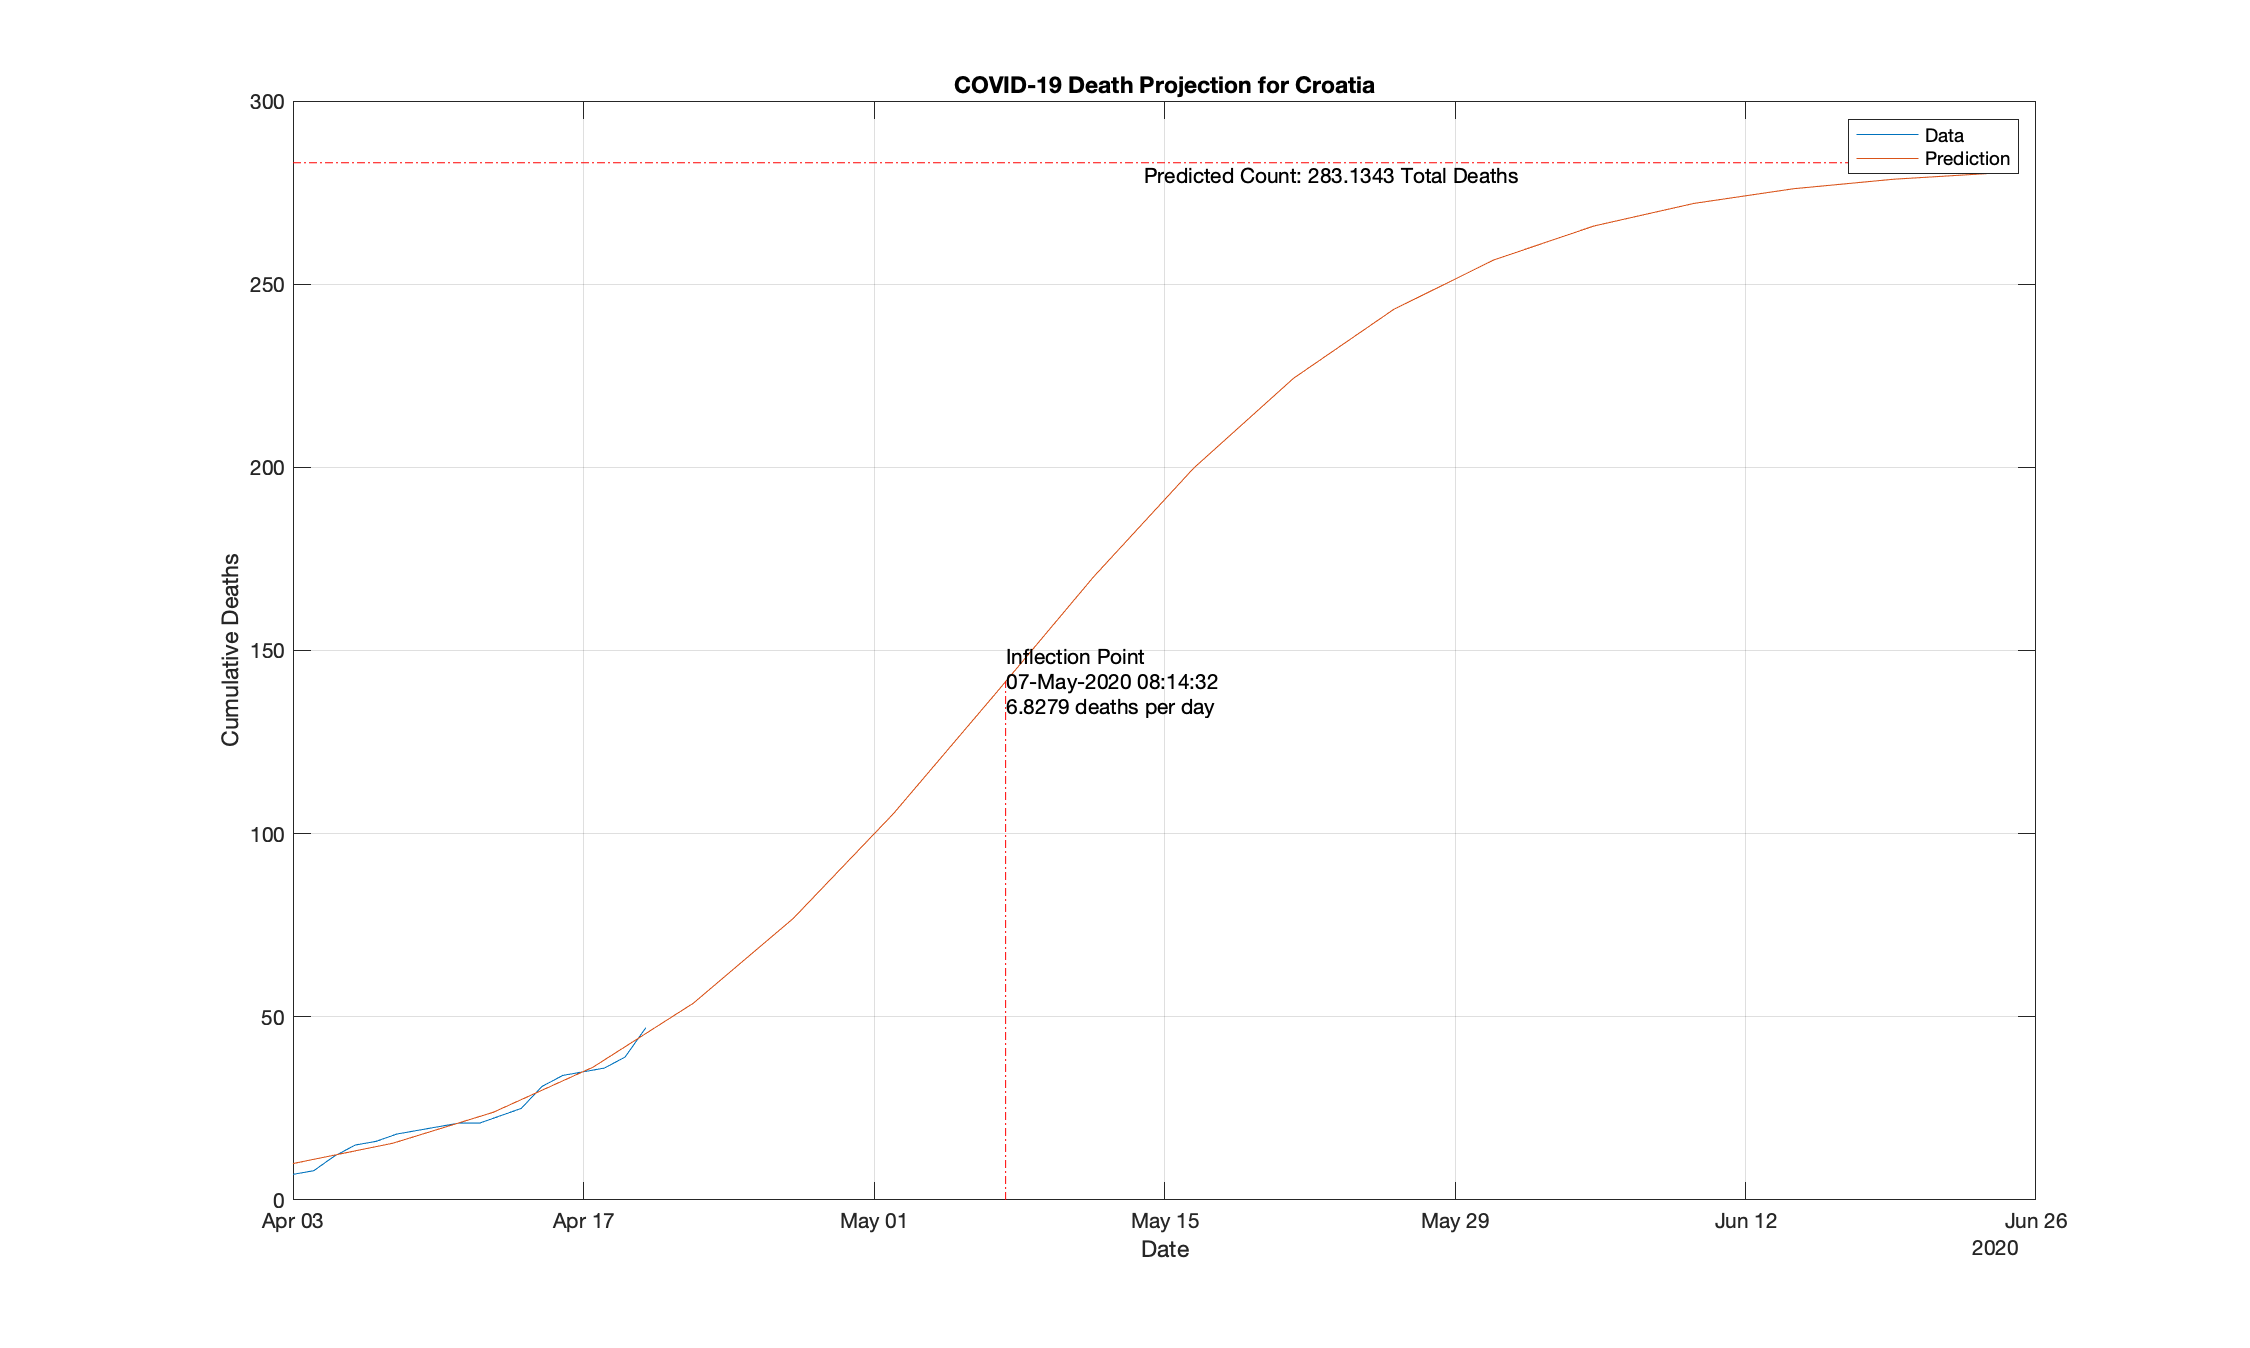 COVID-19 Death Projection for Croatia
300
250
200
150
100
50
0
Cumulative Deaths
Data
Prediction
Predicted Count: 283.1343 Total Deaths
Inflection Point
07-May-2020 08:14:32
6.8279 deaths per day
Apr 03 Apr 17 May 01 May 15 May 29 Jun 12 Jun 26
Date
2020